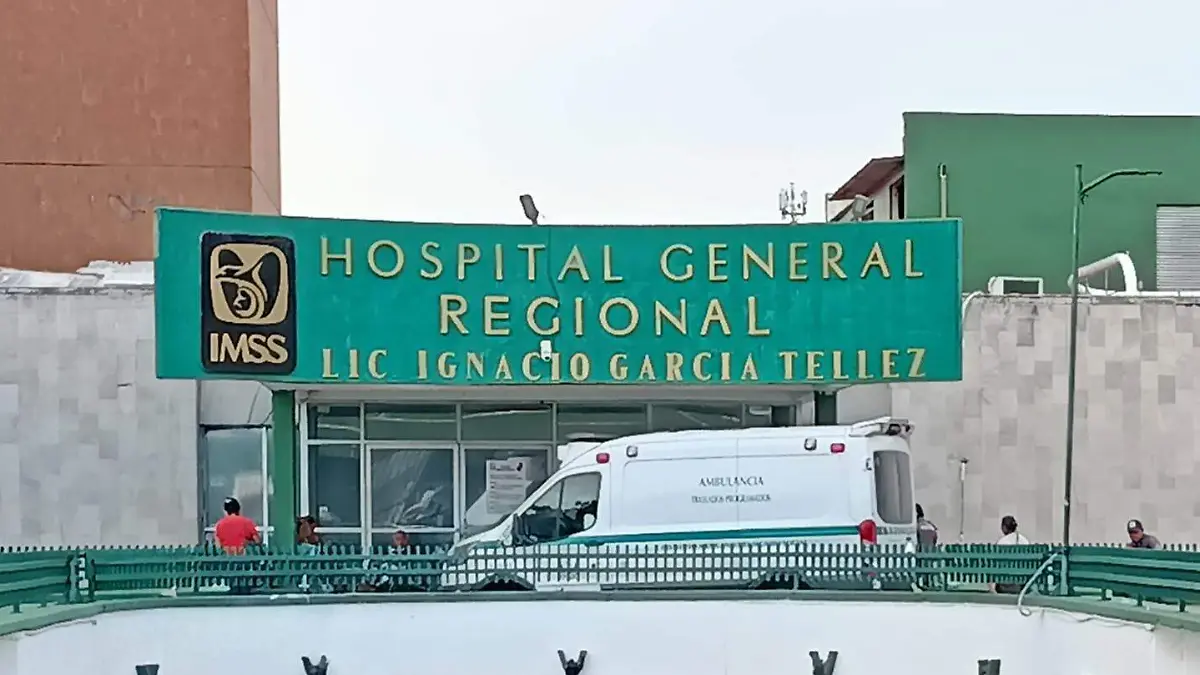 HOSPITAL GENERAL
REGIONAL
LIC IGNACIO GARCIA TELLEZ
IMSS
AMBULANCIA
TRASLADOS PROGRAMADOS